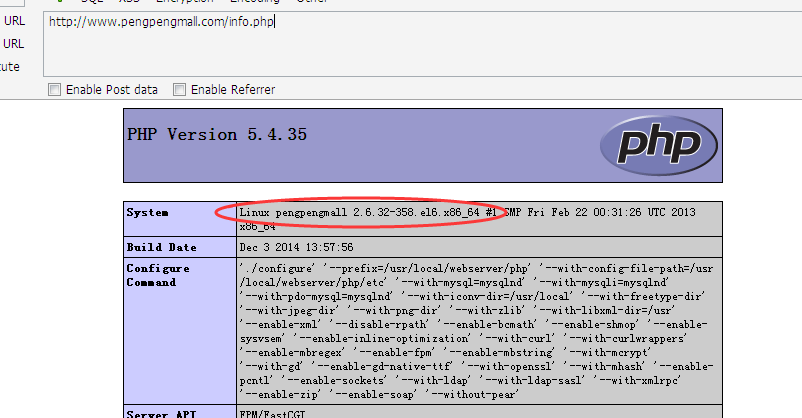 URL
http://www.pengpengmall.com/info.php
URL
Enable Post data Enable Referrer
PHP Version 5.4.35
php
System Linux pengpengmall 2.6.32-358.el6.x86_64 #1 SMP Fri Feb 22 00:31:26 UTC 2013
x86_64
Build Date Dec 3 2014 13:57:56
Configure './configure' '--prefix=/usr/local/webserver/php' '--with-config-file-path=/usr
Command /local/webserver/php/etc' '--with-mysql=mysqlnd' '--with-mysqli=mysqlnd'
'--with-pdo-mysql=mysqlnd' '--with-iconv-dir=/usr/local' '--with-freetype-dir'
'--with-jpeg-dir' '--with-png-dir' '--with-zlib' '--with-libxml-dir=/usr'
'--enable-xml' '--disable-rpath' '--enable-bcmath' '--enable-shmop' '--enable-
sysvsem' '--enable-inline-optimization' '--with-curl' '--with-curlwrappers'
'--enable-mbregex' '--enable-fpm' '--enable-mbstring' '--with-mcrypt'
'--with-gd' '--enable-gd-native-ttf' '--with-openssl' '--with-mhash' '--enable-
pcntl' '--enable-sockets' '--with-ldap' '--with-ldap-sasl' '--with-xmlrpc'
'--enable-zip' '--enable-soap' '--without-pear'
Server API FPM/FastCGI